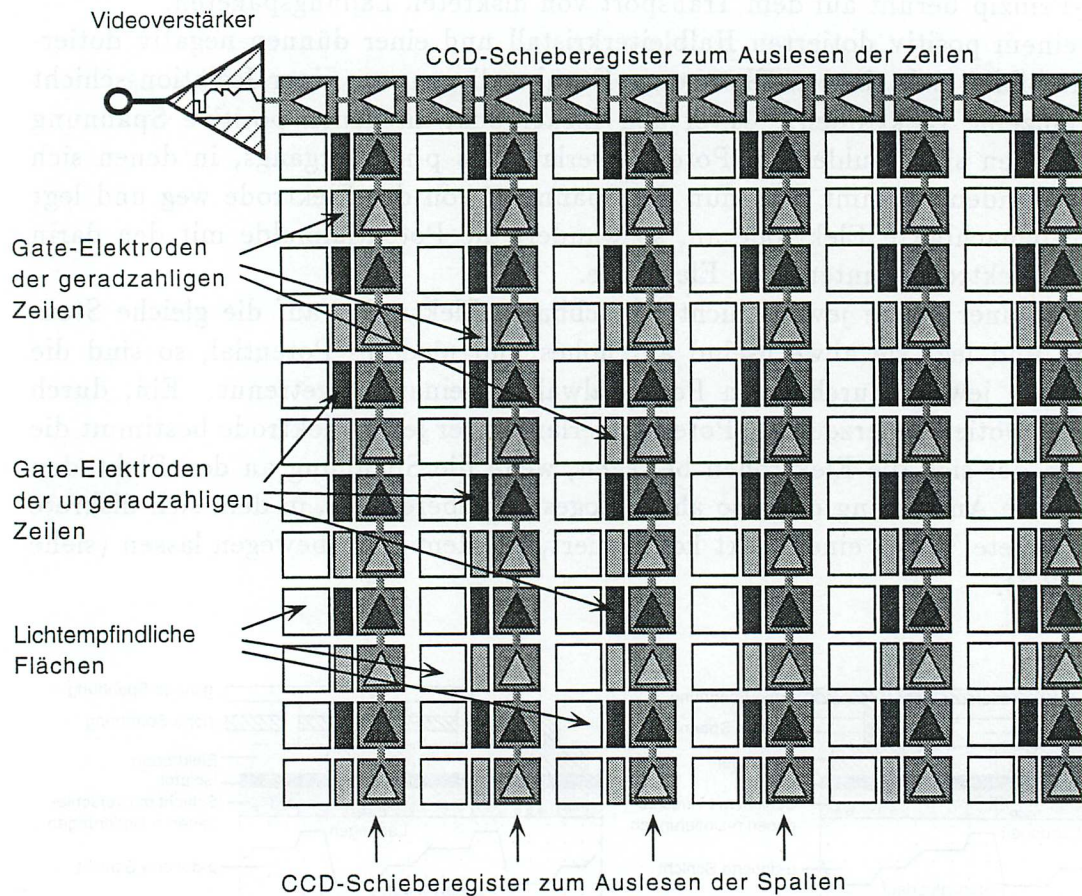 Videoverstärker
CCD-Schieberegister zum Auslesen der Zeilen
Gate-Elektroden
der geradzahligen
Zeilen
Gate-Elektroden
der ungeradzahligen
Zeilen
Lichtempfindliche
Flächen
CCD-Schieberegister zum Auslesen der Spalten